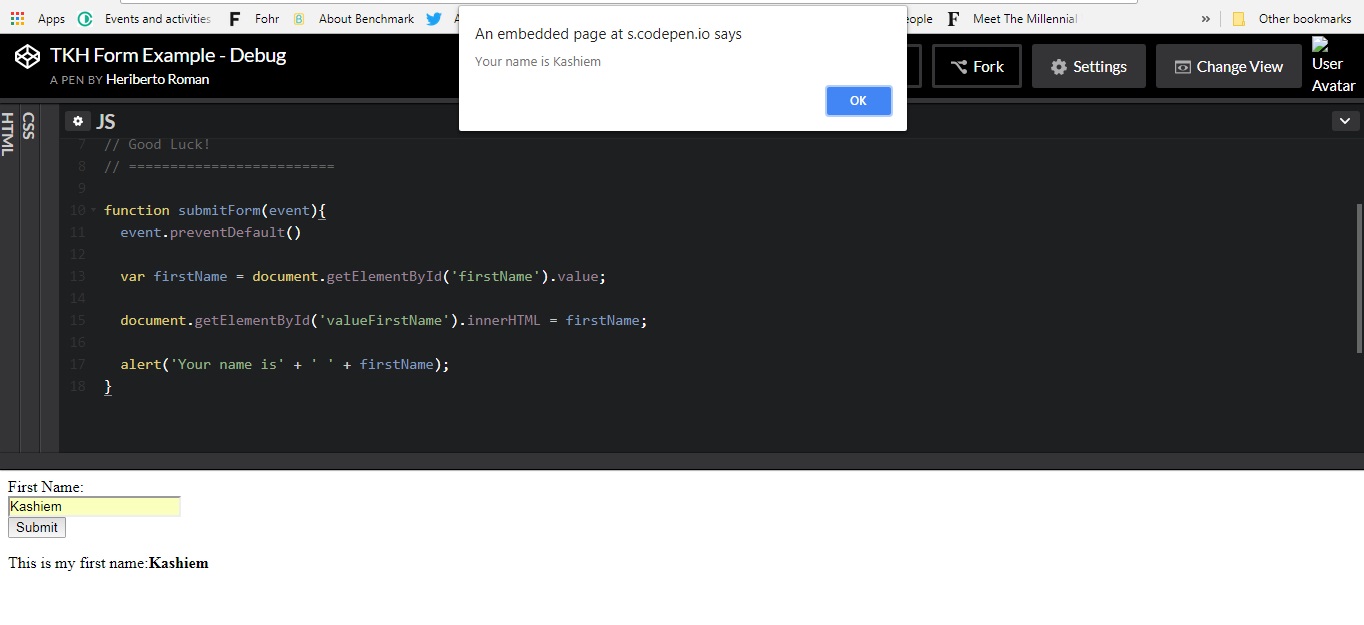 Apps Events and activities F Fohr B About Benchmark
eople F Meet The Millennial » Other bookmarks
An embedded page at s.codepen.io says
Your name is Kashiem
OK
TKH Form Example - Debug
A PEN BY Heriberto Roman
Fork Settings Change View User Avatar
HTML
CSS
JS
7 // Good Luck!
8 // =========================
9
10 function submitForm(event){
11 event.preventDefault()
12
13 var firstName = document.getElementById('firstName').value;
14
15 document.getElementById('valueFirstName').innerHTML = firstName;
16
17 alert('Your name is' + ' ' + firstName);
18 }
First Name:
Kashiem
Submit
This is my first name:Kashiem